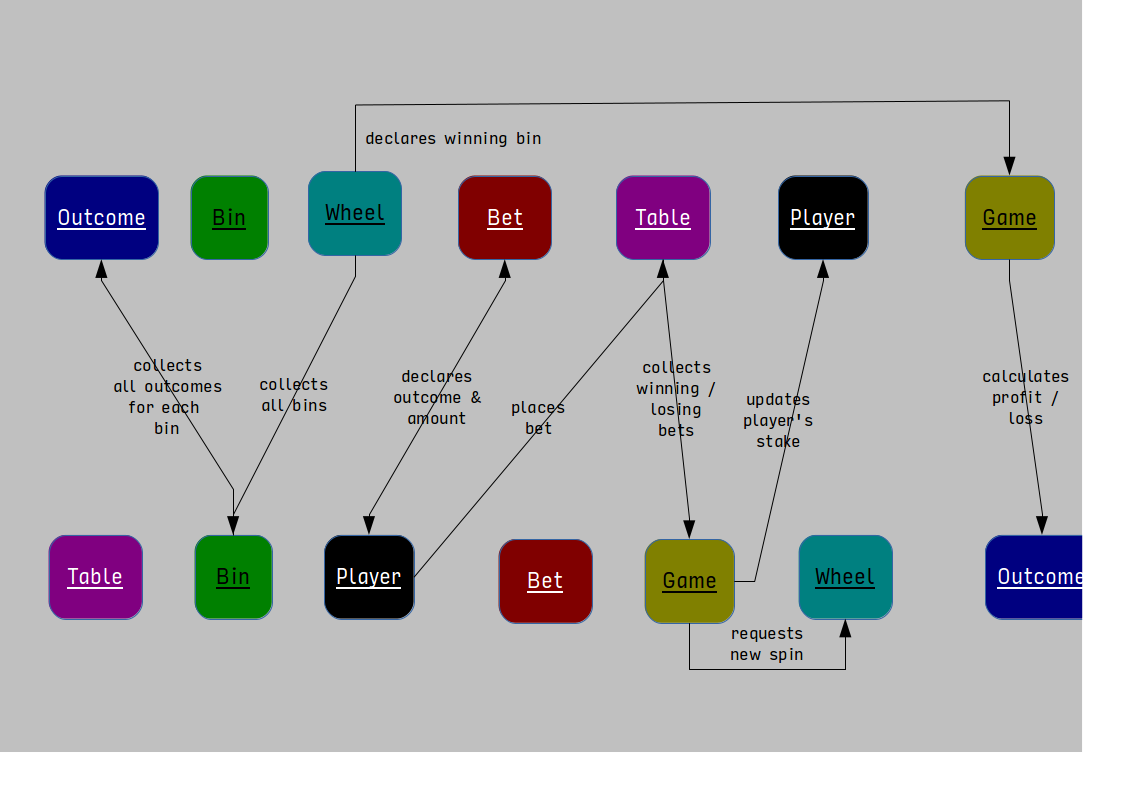 declares winning bin
Outcome
Bin
Wheel
Bet
Table
Player
Game
collects
all outcomes
for each
bin
collects
all bins
declares
outcome &
amount
places
bet
collects
winning /
losing
bets
updates
player's
stake
calculates
profit /
loss
Table
Bin
Player
Bet
Game
Wheel
Outcome
requests
new spin